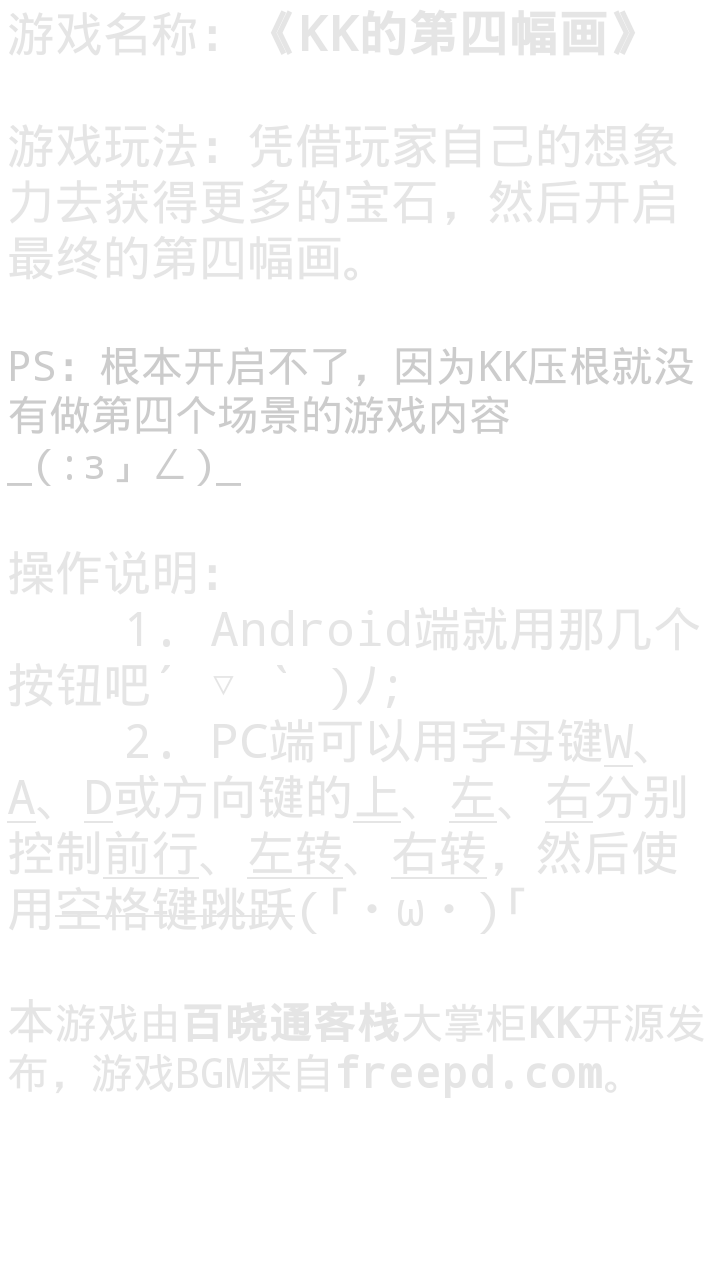 游戏名称：《KK的第四幅画》
游戏玩法：凭借玩家自己的想象
力去获得更多的宝石，然后开启
最终的第四幅画。
PS：根本开启不了，因为KK压根就没
有做第四个场景的游戏内容
_(:з」∠)_
操作说明：
1. Android端就用那几个
按钮吧´ ▽ ` )ﾉ;
2. PC端可以用字母键W、
A、D或方向键的上、左、右分别
控制前行、左转、右转，然后使
用空格键跳跃(「・ω・)「
本游戏由百晓通客栈大掌柜KK开源发
布，游戏BGM来自freepd.com。